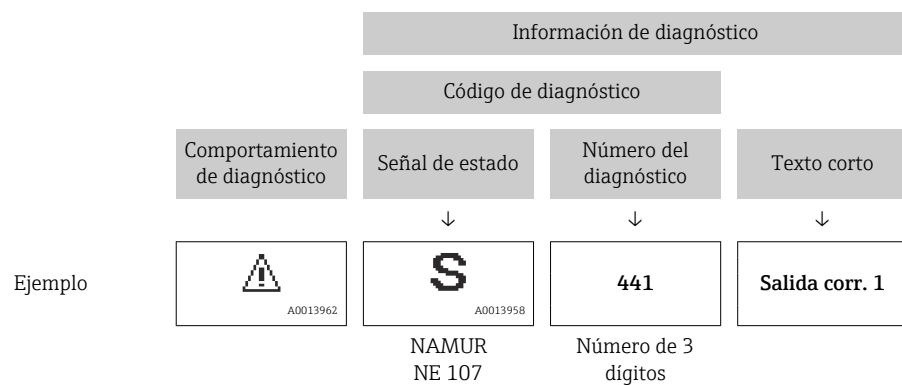 Información de diagnóstico
Código de diagnóstico
Comportamiento
de diagnóstico
Señal de estado
Número del
diagnóstico
Texto corto
↓ ↓ ↓
Ejemplo
S
441
Salida corr. 1
A0013962
A0013958
NAMUR
NE 107
Número de 3
dígitos